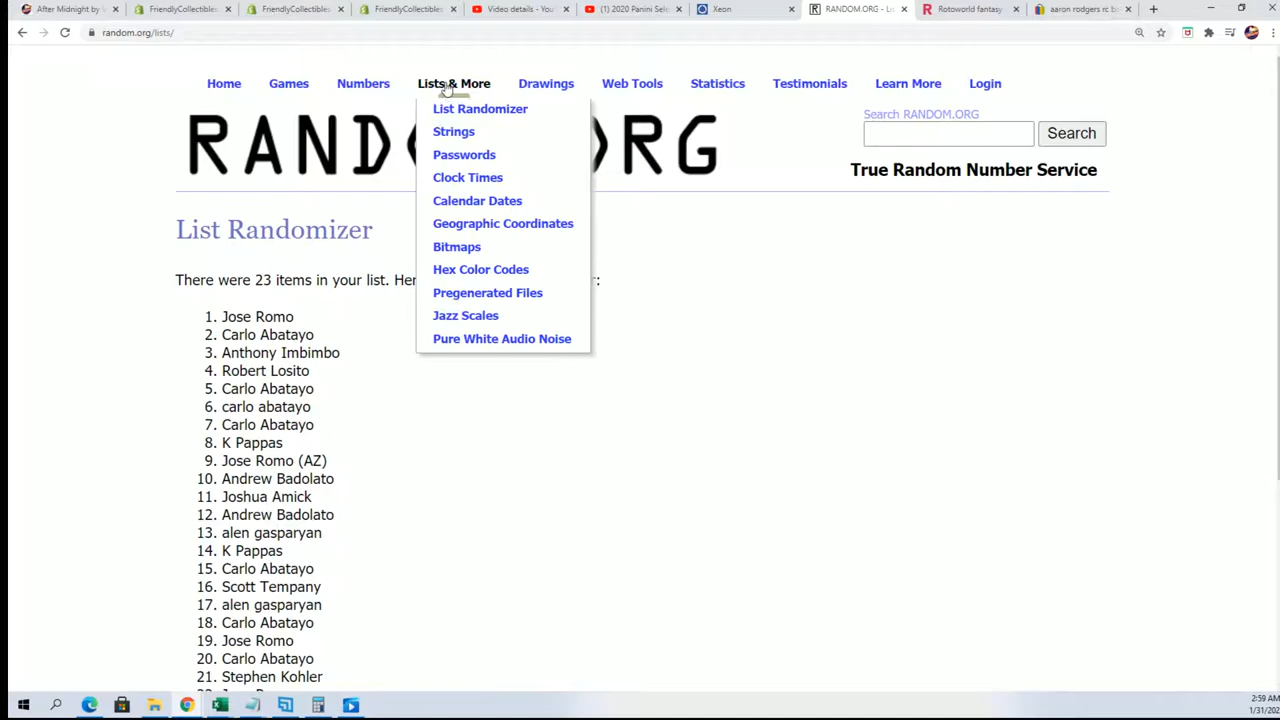 After Midnight by
FriendlyCollectibles
FriendlyCollectibles
FriendlyCollectibles
Video details - You
(1) 2020 Panini Sele
Xeon
RANDOM.ORG - L
Rotoworld fantasy
aaron rodgers rc b
random.org/lists/
Home Games Numbers Lists & More Drawings Web Tools Statistics Testimonials Learn More Login
List Randomizer
Strings
Passwords
Clock Times
Calendar Dates
Geographic Coordinates
Bitmaps
Hex Color Codes
Pregenerated Files
Jazz Scales
Pure White Audio Noise
RAND RG
Search RANDOM.ORG
Search
True Random Number Service
List Randomizer
There were 23 items in your list. Her :
1. Jose Romo
2. Carlo Abatayo
3. Anthony Imbimbo
4. Robert Losito
5. Carlo Abatayo
6. carlo abatayo
7. Carlo Abatayo
8. K Pappas
9. Jose Romo (AZ)
10. Andrew Badolato
11. Joshua Amick
12. Andrew Badolato
13. alen gasparyan
14. K Pappas
15. Carlo Abatayo
16. Scott Tempany
17. alen gasparyan
18. Carlo Abatayo
19. Jose Romo
20. Carlo Abatayo
21. Stephen Kohler
2:59 AM
1/31/202